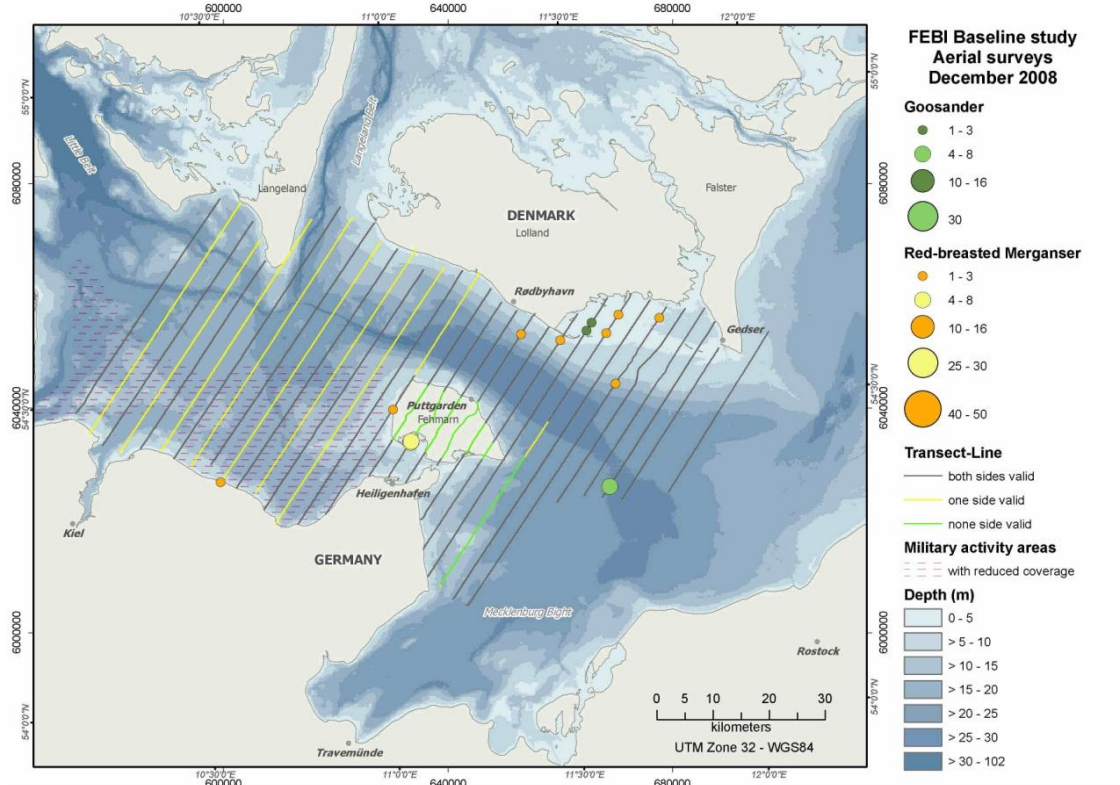 600000
640000
680000
10°30'0"E
11°0'0"E
11°30'0"E
12°0'0"E
55°0'0"N
55°0'0"N
Little Belt
Langeland Belt
6080000
6080000
Langeland
Falster
DENMARK
Lolland
Rødbyhavn
Gedser
54°30'0"N
54°30'0"N
6040000
6040000
Puttgarden
Fehmarn
Heiligenhafen
Kiel
GERMANY
Mecklenburg Bight
6000000
6000000
Rostock
54°0'0"N
54°0'0"N
0 5 10 20 30
kilometers
UTM Zone 32 - WGS84
Travemünde
10°30'0"E
11°0'0"E
11°30'0"E
12°0'0"E
600000
640000
680000
FEBI Baseline study
Aerial surveys
December 2008
Goosander
1 - 3
4 - 8
10 - 16
30
Red-breasted Merganser
1 - 3
4 - 8
10 - 16
25 - 30
40 - 50
Transect-Line
both sides valid
one side valid
none side valid
Military activity areas
with reduced coverage
Depth (m)
0 - 5
> 5 - 10
> 10 - 15
> 15 - 20
> 20 - 25
> 25 - 30
> 30 - 102